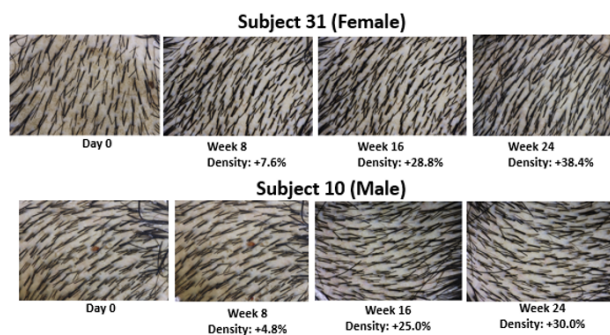 Subject 31 (Female)
Day 0
Week 8
Density: +7.6%
Week 16
Density: +28.8%
Week 24
Density: +38.4%
Subject 10 (Male)
Day 0
Week 8
Density: +4.8%
Week 16
Density: +25.0%
Week 24
Density: +30.0%